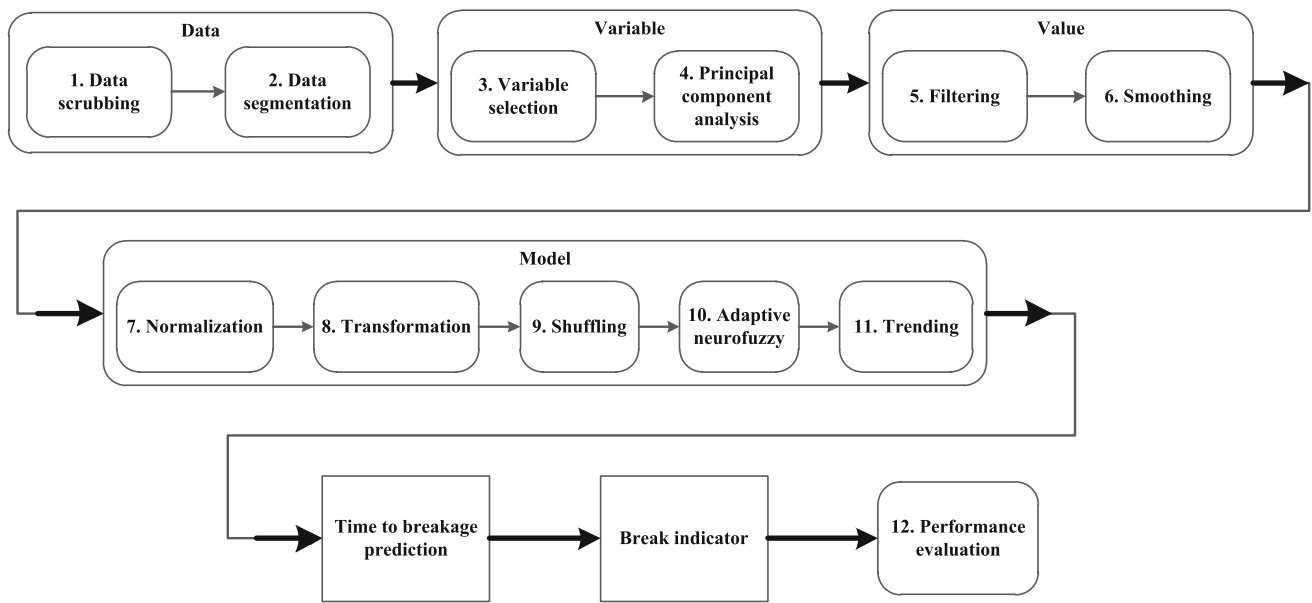 Data
1. Data
scrubbing
2. Data
segmentation
Variable
3. Variable
selection
4. Principal
component
analysis
Value
5. Filtering
6. Smoothing
Model
7. Normalization
8. Transformation
9. Shuffling
10. Adaptive
neurofuzzy
11. Trending
Time to breakage
prediction
Break indicator
12. Performance
evaluation